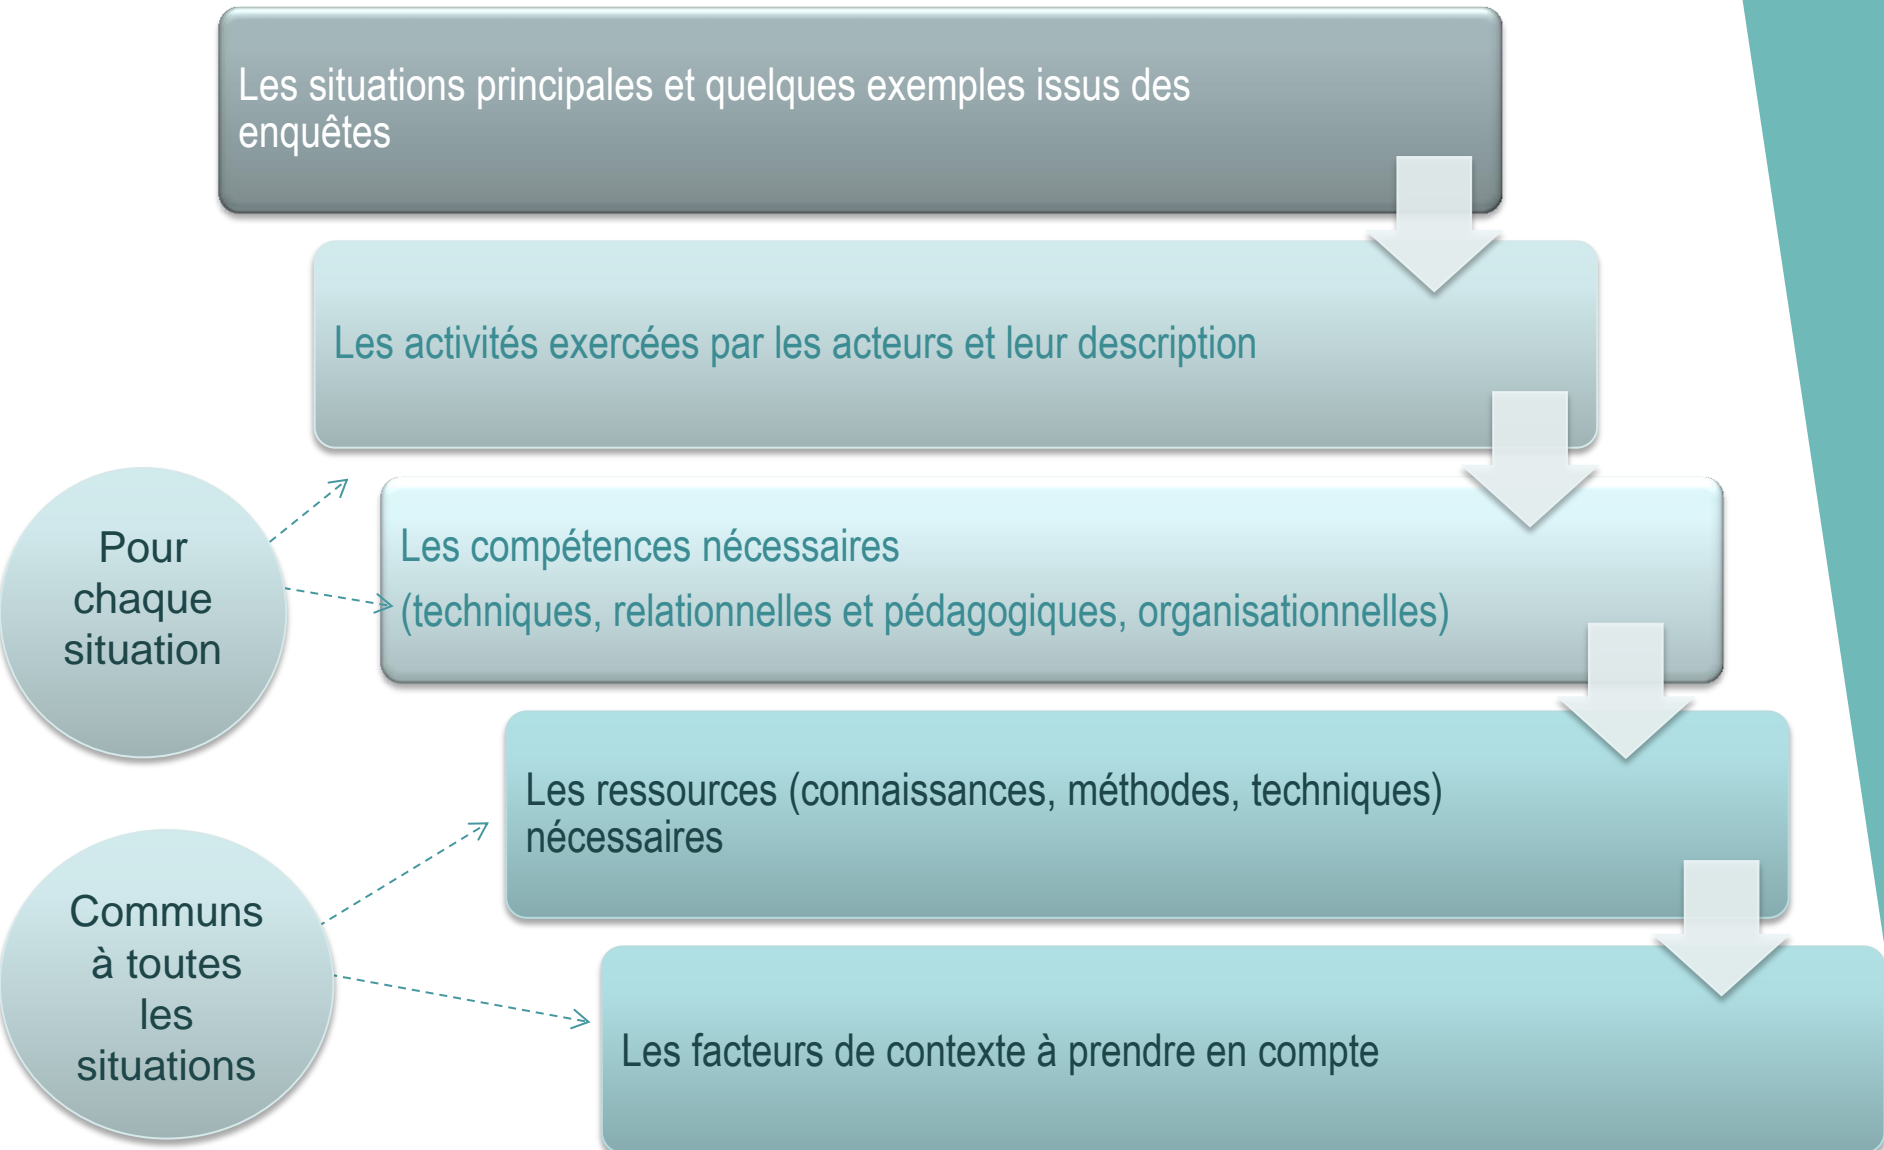 Les situations principales et quelques exemples issus des
enquêtes
Les activités exercées par les acteurs et leur description
Pour
chaque
situation
Les compétences nécessaires
(techniques, relationnelles et pédagogiques, organisationnelles)
Les ressources (connaissances, méthodes, techniques)
nécessaires
Communs
à toutes
les
situations
Les facteurs de contexte à prendre en compte